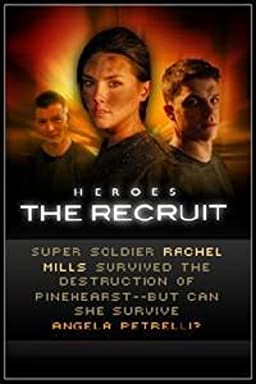 HEROES
THE RECRUIT
SUPER SOLDIER RACHEL
MILLS SURVIVED THE
DESTRUCTION OF
PINEHEARST--BUT CAN
SHE SURVIVE
ANGELA PETRELLI?